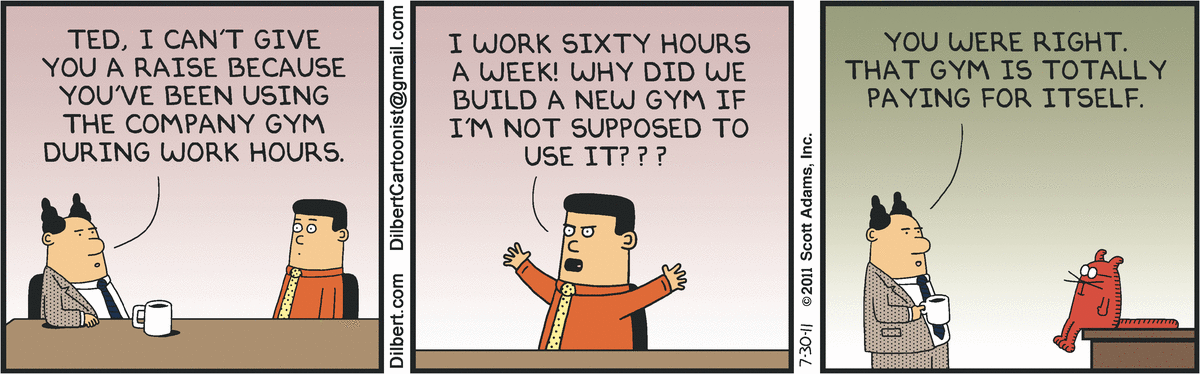 TED, I CAN'T GIVE
YOU A RAISE BECAUSE
YOU'VE BEEN USING
THE COMPANY GYM
DURING WORK HOURS.
Dilbert.com DilbertCartoonist@gmail.com
I WORK SIXTY HOURS
A WEEK! WHY DID WE
BUILD A NEW GYM IF
I'M NOT SUPPOSED TO
USE IT???
7-30-11 ©2011 Scott Adams, Inc.
YOU WERE RIGHT.
THAT GYM IS TOTALLY
PAYING FOR ITSELF.